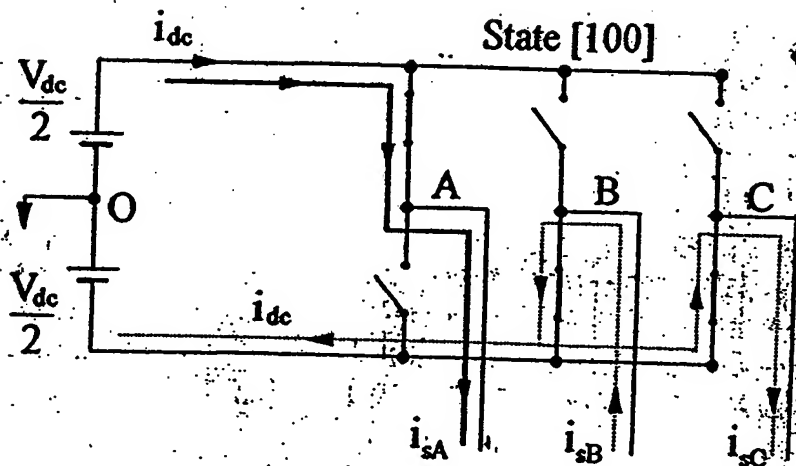 i_dc
State [100]
V_dc
2
A
B
C
O
V_dc
2
i_dc
i_sA
i_sB
i_sC